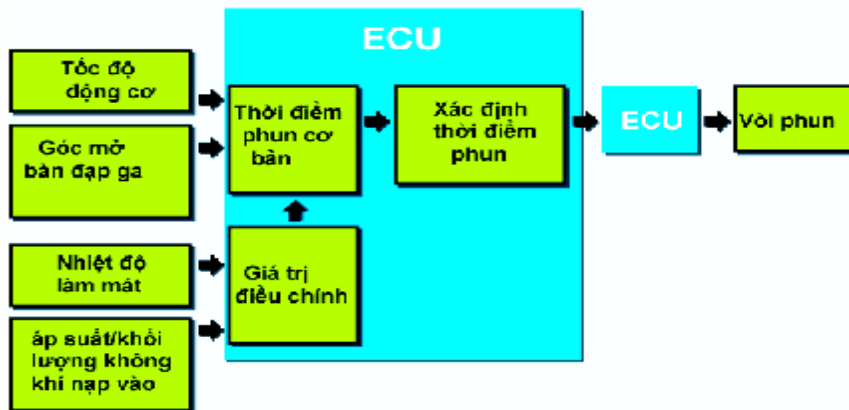 ECU
Tốc độ
động cơ
Góc mở
bàn đạp ga
Thời điểm
phun cơ
bản
Xác định
thời điểm
phun
ECU
Vòi phun
Nhiệt độ
làm mát
Giá trị
điều chỉnh
áp suất/khối
lượng không
khí nạp vào